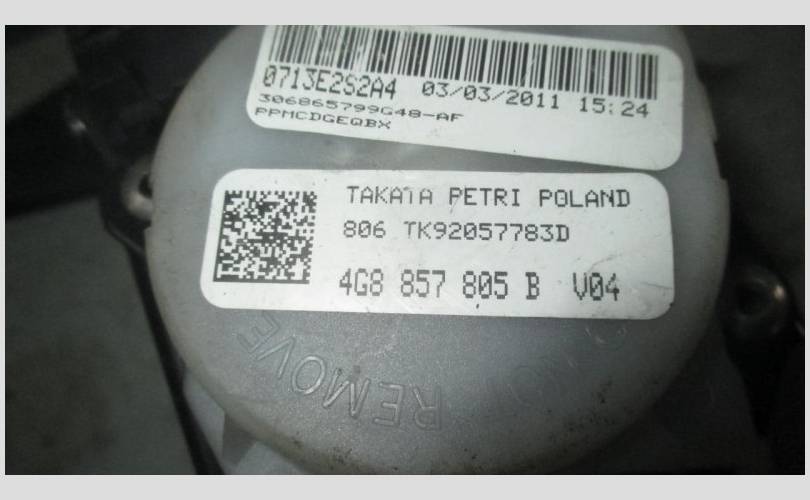 0713E2S2A4 03/03/2011 15:24
306865799G48-AF
PPMCDGEQBX
TAKATA PETRI POLAND
806 TK92057783D
4G8 857 805 B V04
REMOVE